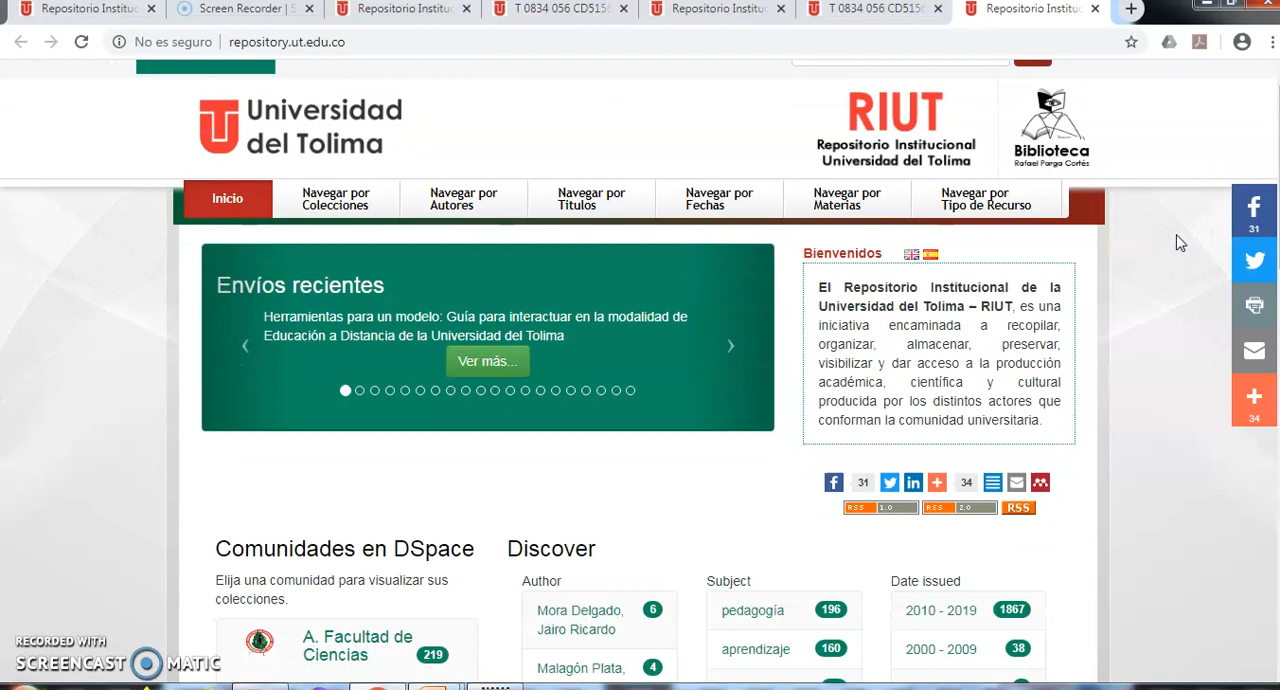 Repositorio Instituc
Screen Recorder | S
Repositorio Instituc
T 0834 056 CD5156
Repositorio Instituc
T 0834 056 CD5156
Repositorio Instituc
No es seguro
repository.ut.edu.co
Universidad
del Tolima
RIUT
Repositorio Institucional
Universidad del Tolima
Biblioteca
Rafael Parga Cortés
Inicio
Navegar por
Colecciones
Navegar por
Autores
Navegar por
Títulos
Navegar por
Fechas
Navegar por
Materias
Navegar por
Tipo de Recurso
31
34
Envíos recientes
Herramientas para un modelo: Guía para interactuar en la modalidad de
Educación a Distancia de la Universidad del Tolima
Ver más...
Bienvenidos
El Repositorio Institucional de la
Universidad del Tolima – RIUT, es una
iniciativa encaminada a recopilar,
organizar, almacenar, preservar,
visibilizar y dar acceso a la producción
académica, científica y cultural
producida por los distintos actores que
conforman la comunidad universitaria.
31
34
RSS 1.0
RSS 2.0
RSS
Comunidades en DSpace
Elija una comunidad para visualizar sus
colecciones.
A. Facultad de
Ciencias 219
Discover
Author
Mora Delgado, 6
Jairo Ricardo
Malagón Plata, 4
Subject
pedagogía 196
aprendizaje 160
Date issued
2010 - 2019 1867
2000 - 2009 38
RECORDED WITH
SCREENCAST MATIC